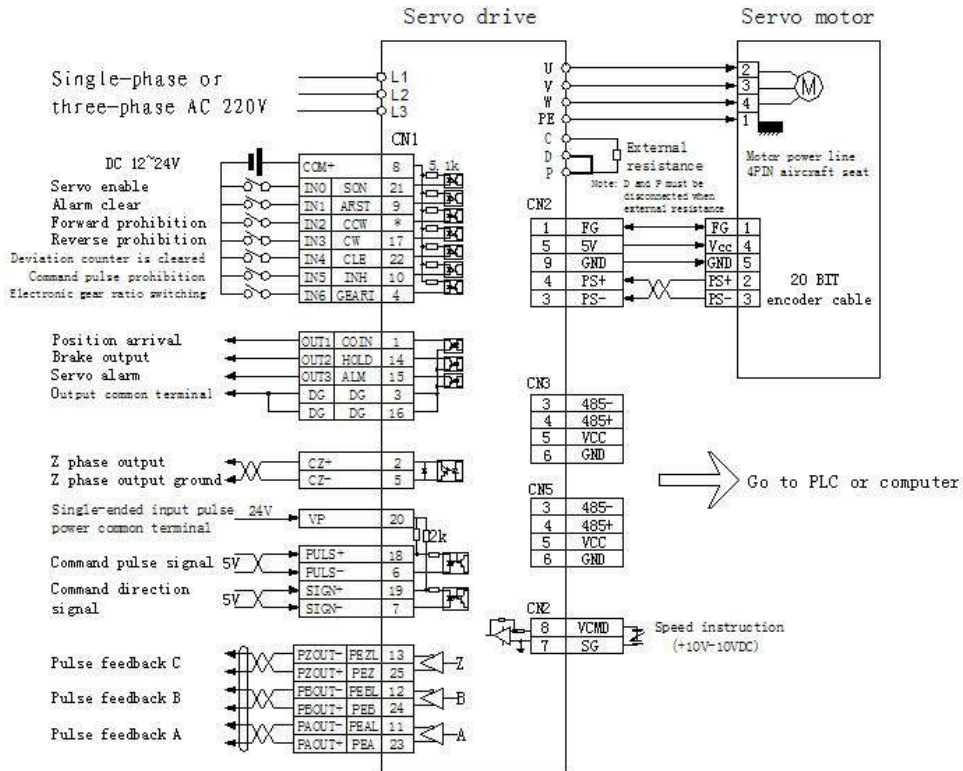 Servo drive
Servo motor
Single-phase or
three-phase AC 220V
L1
L2
L3
CN1
DC 12~24V
COM+ 8
5.1k
Servo enable IN0 SON 21
Alarm clear IN1 ARST 9
Forward prohibition IN2 CCW *
Reverse prohibition IN3 CW 17
Deviation counter is cleared IN4 CLE 22
Command pulse prohibition IN5 INH 10
Electronic gear ratio switching IN6 GEAR1 4
Position arrival OUT1 COIN 1
Brake output OUT2 HOLD 14
Servo alarm OUT3 ALM 15
Output common terminal DG DG 3
DG DG 16
Z phase output CZ+ 2
Z phase output ground CZ- 5
Single-ended input pulse 24V
power common terminal
VP 20
2k
Command pulse signal 5V
PULS+ 18
PULS- 6
Command direction
signal
5V
SIGN+ 19
SIGN- 7
Pulse feedback C
PZOUT- PEZL 13
PZOUT+ PEZ 25
Z
Pulse feedback B
PBOUT- PEBL 12
PBOUT+ PEB 24
B
Pulse feedback A
PAOUT- PEAL 11
PAOUT+ PEA 23
A
U 2
V 3
W 4
PE 1
M
C
D
P
External
resistance
Note: D and P must be
disconnected when
external resistance
Motor power line
4PIN aircraft seat
CN2
1 FG FG 1
5 5V Vcc 4
9 GND GND 5
4 PS+ PS+ 2
3 PS- PS- 3
20 BIT
encoder cable
CN3
3 485-
4 485+
5 VCC
6 GND
Go to PLC or computer
CN5
3 485-
4 485+
5 VCC
6 GND
CN2
8 VCMD
7 SG
Speed instruction
(+10V-10VDC)